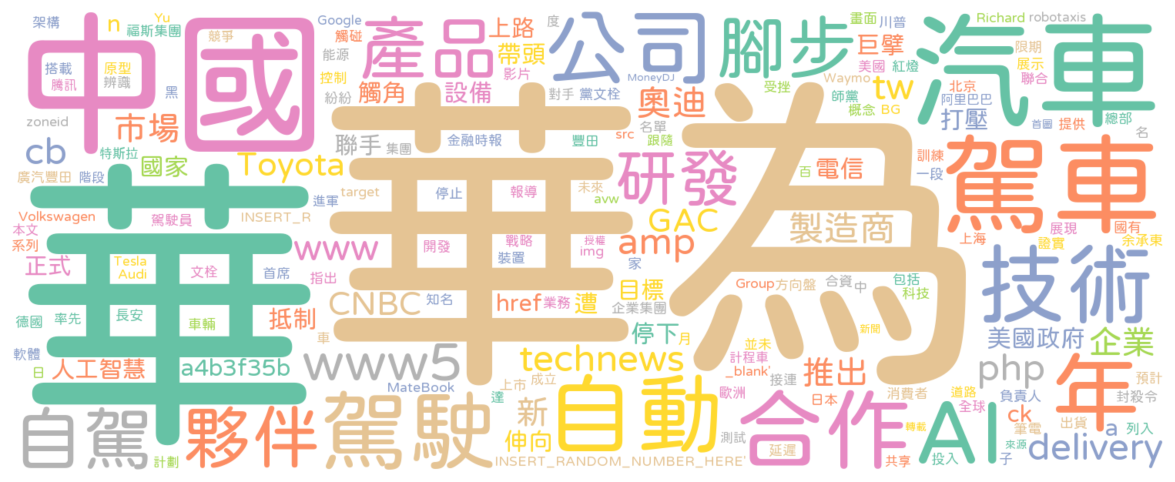 中國
華
華為
汽車
駕車
技術
年
AI
合作
自動
駕駛
自駕
夥伴
產品
公司
腳步
研發
製造商
奧迪
巨擘
tw
打壓
上路
帶頭
觸角
設備
聯手
市場
cb
國家
Toyota
www
CNBC
www5
technews
amp
GAC
href
遭
目標
停下
電信
美國政府
企業
php
推出
ck
delivery
a
新
伸向
正式
抵制
人工智慧
a4b3f35b
n
架構
Yu
福斯集團
Google
觸碰
競爭
能源
控制
影片
紛紛
搭載
騰訊
原型
辨識
黑
zoneid
特斯拉
廣汽豐田
階段
Volkswagen
駕駛員
本文
系列
INSERT_R
Tesla
Audi
文栓
首席
指出
德國
率先
長安
車輛
軟體
日
計劃
集團
金融時報
進軍
target
停止
報導
開發
戰略
裝置
知名
業務
授權
img
未來
avw
家
企業集團
豐田
src
名單
跟隨
對手
黨文栓
度
MoneyDJ
畫面
川普
美國
紅燈
受挫
Waymo
師黨
概念
BG
Richard
robotaxis
限期
展示
聯合
北京
阿里巴巴
總部
首圖
提供
名
訓練
一段
百
展現
國有
上海
證實
余承東
包括
科技
Group
方向盤
合資
中
新聞
並未
月
計程車
_blank'
接連
歐洲
日本
消費者
道路
全球
負責人
預計
封殺令
筆電
出貨
列入
來源
子
投入
轉載
共享
延遲
測試
INSERT_RANDOM_NUMBER_HERE'
MateBook
達
上市
成立
車